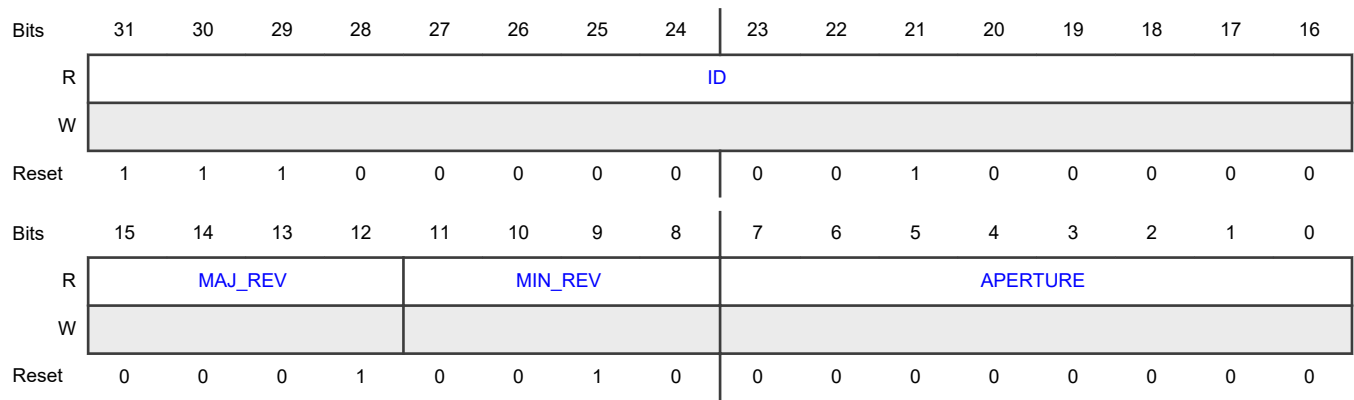 Bits 31 30 29 28 27 26 25 24 23 22 21 20 19 18 17 16
R ID
W
Reset 1 1 1 0 0 0 0 0 0 0 1 0 0 0 0 0
Bits 15 14 13 12 11 10 9 8 7 6 5 4 3 2 1 0
R MAJ_REV MIN_REV APERTURE
W
Reset 0 0 0 1 0 0 1 0 0 0 0 0 0 0 0 0